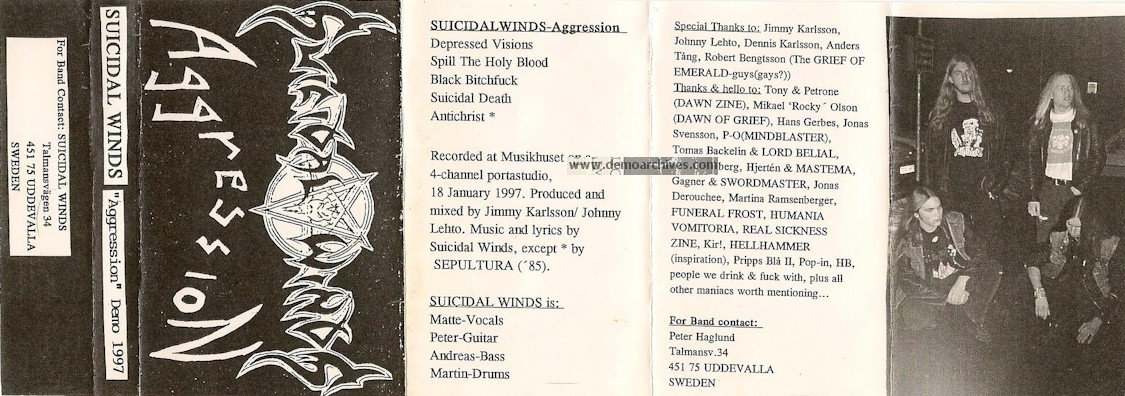 For Band Contact: SUICIDAL WINDS
Talmansvägen 34
451 75 UDDEVALLA
SWEDEN
SUICIDAL WINDS "Aggression" Demo 1997
SUICIDAL WINDS
Aggression
SUICIDALWINDS-Aggression
Depressed Visions
Spill The Holy Blood
Black Bitchfuck
Suicidal Death
Antichrist *
Recorded at Musikhuset
4-channel portastudio,
18 January 1997. Produced and
mixed by Jimmy Karlsson/ Johnny
Lehto. Music and lyrics by
Suicidal Winds, except * by
SEPULTURA (´85).
SUICIDAL WINDS is:
Matte-Vocals
Peter-Guitar
Andreas-Bass
Martin-Drums
Special Thanks to: Jimmy Karlsson,
Johnny Lehto, Dennis Karlsson, Anders
Tång, Robert Bengtsson (The GRIEF OF
EMERALD-guys(gays?))
Thanks & hello to: Tony & Petrone
(DAWN ZINE), Mikael ´Rocky´ Olson
(DAWN OF GRIEF), Hans Gerbes, Jonas
Svensson, P-O(MINDBLASTER),
Tomas Backelin & LORD BELIAL,
Hjertén & MASTEMA,
Gagner & SWORDMASTER, Jonas
Derouchee, Martina Ramsenberger,
FUNERAL FROST, HUMANIA
VOMITORIA, REAL SICKNESS
ZINE, Kir!, HELLHAMMER
(inspiration), Pripps Blå II, Pop-in, HB,
people we drink & fuck with, plus all
other maniacs worth mentioning...
For Band contact:
Peter Haglund
Talmansv.34
451 75 UDDEVALLA
SWEDEN
www.demoarchives.com